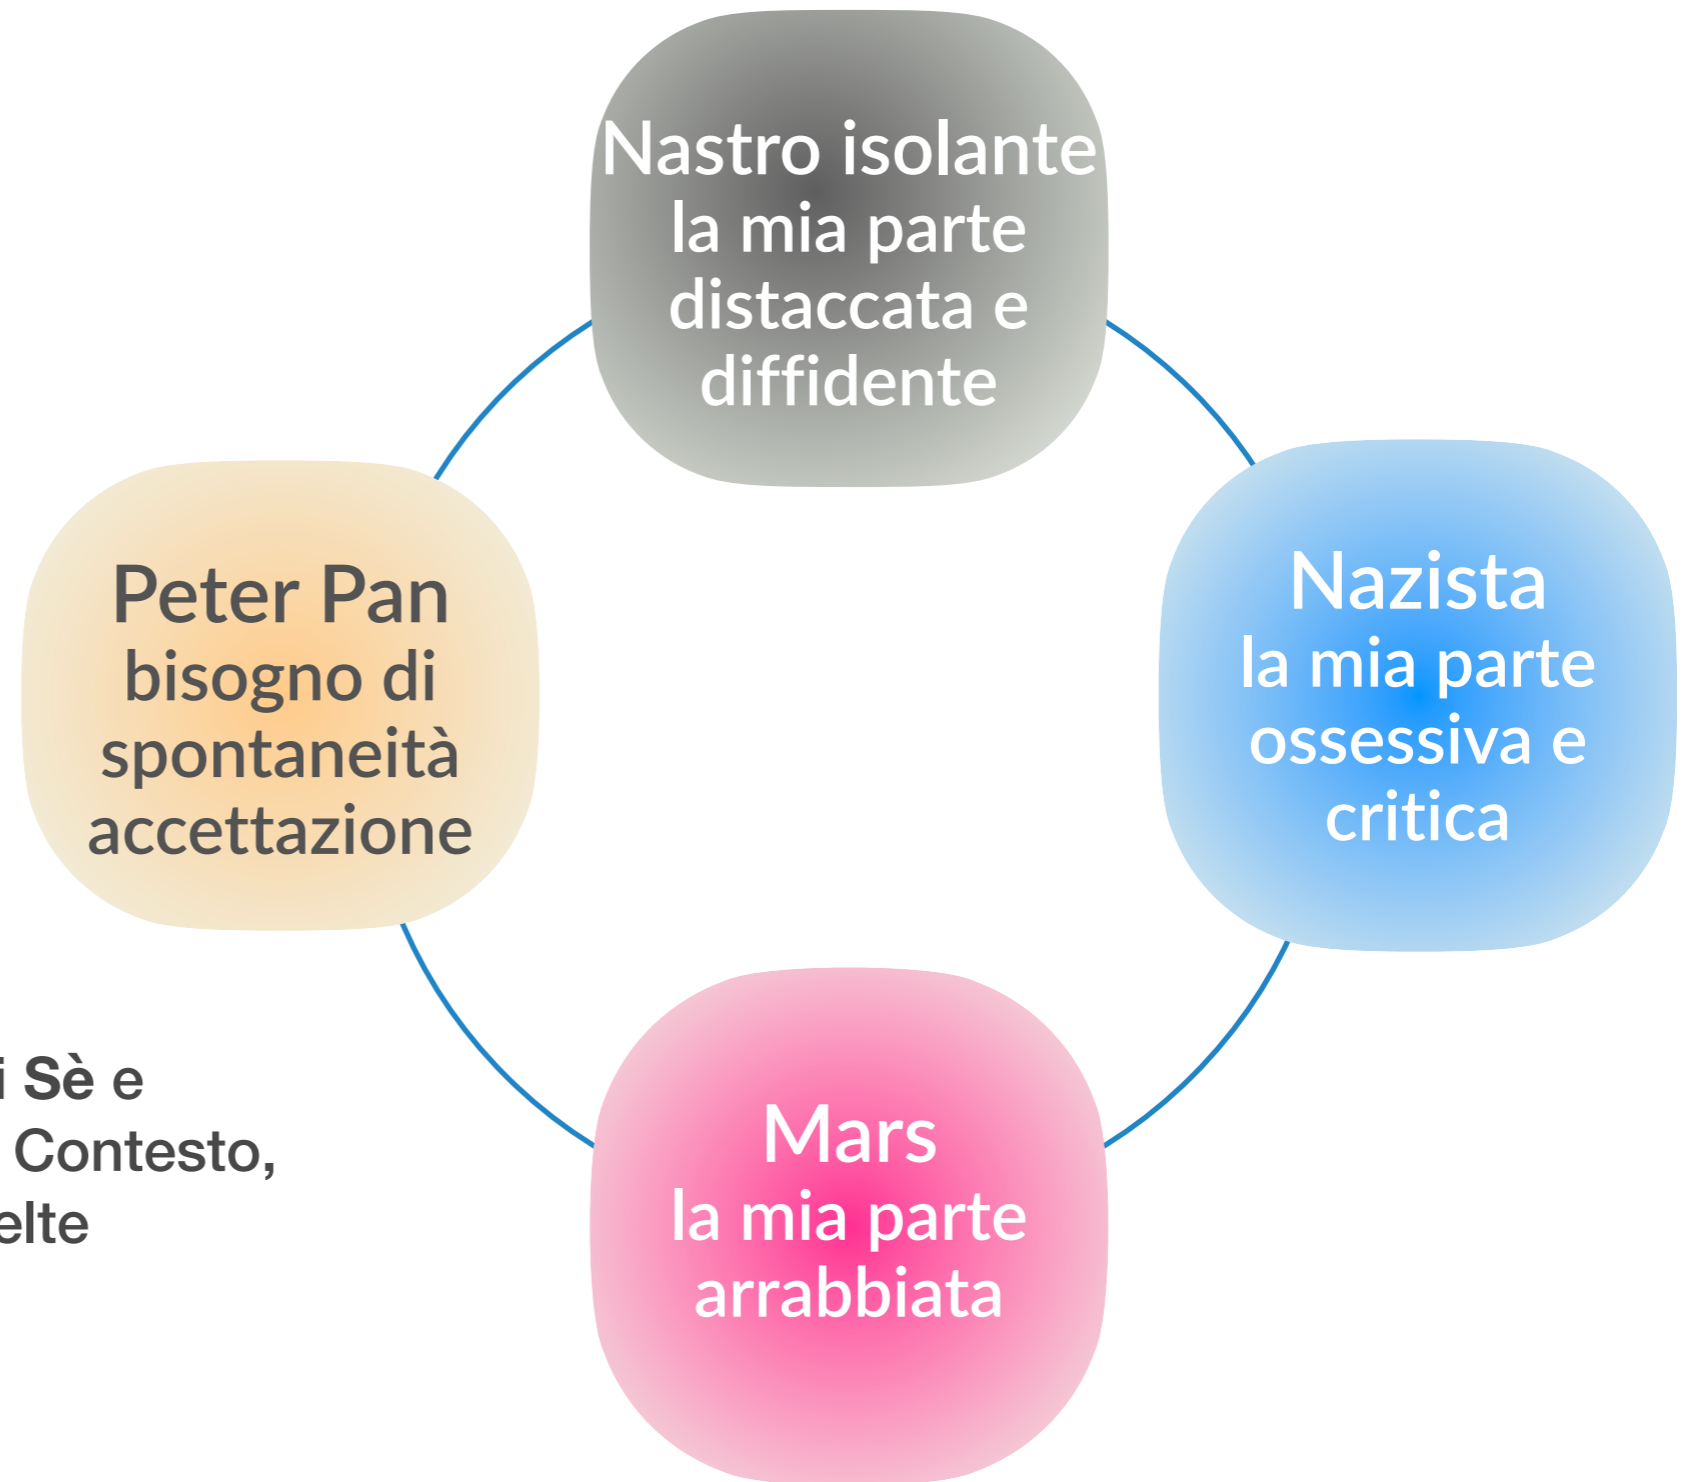 Nastro isolante
la mia parte
distaccata e
diffidente
Peter Pan
bisogno di
spontaneità
accettazione
Nazista
la mia parte
ossessiva e
critica
Mars
la mia parte
arrabbiata
i Sè e
Contesto,
elte